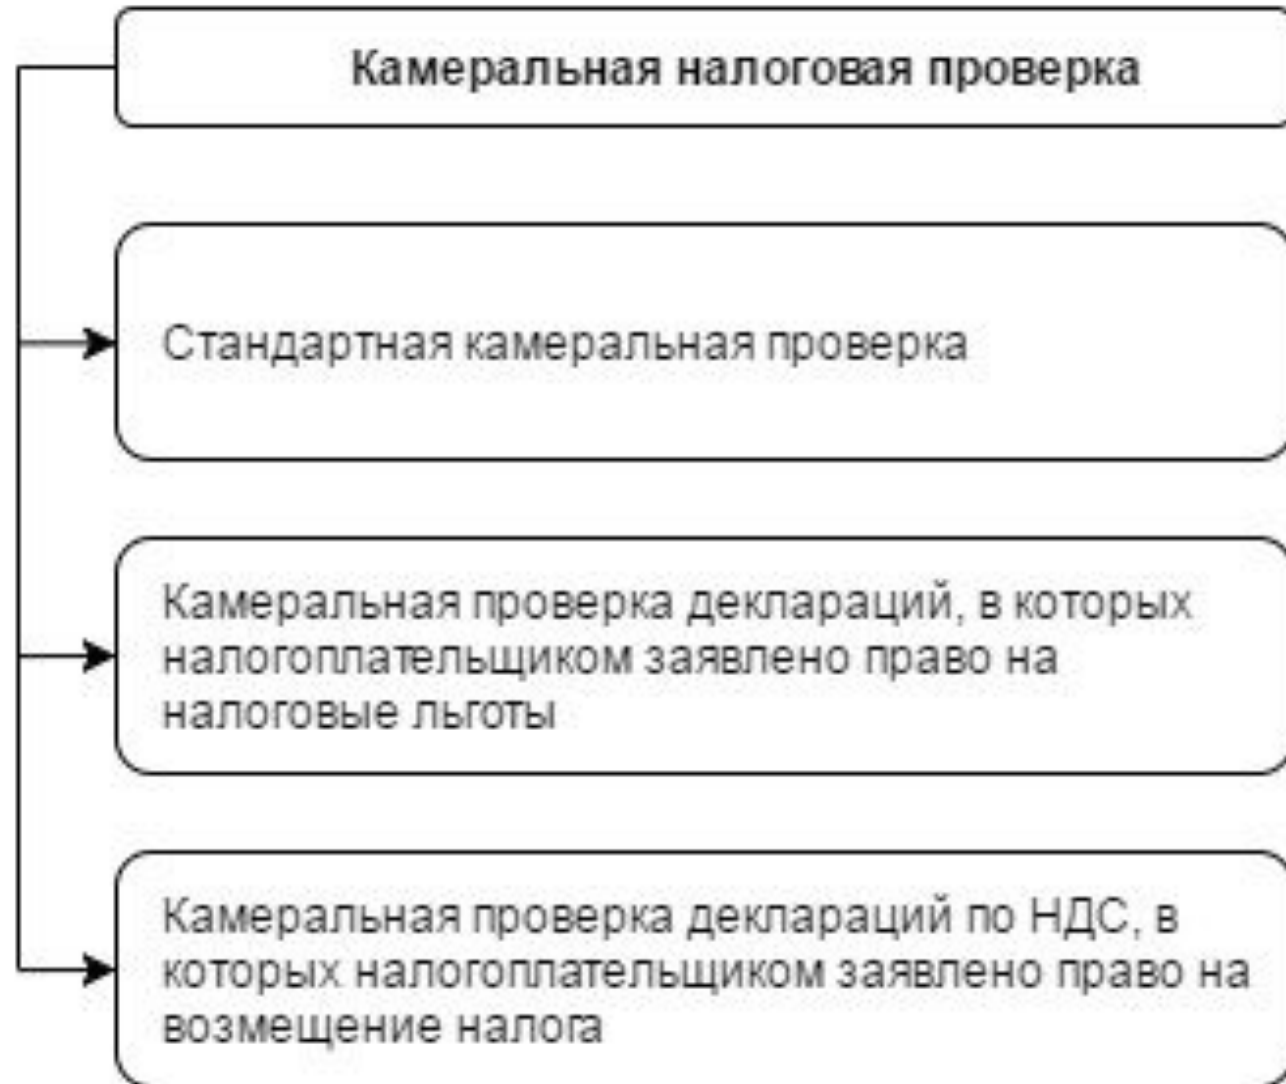 Камеральная налоговая проверка
Стандартная камеральная проверка
Камеральная проверка деклараций, в которых
налогоплательщиком заявлено право на
налоговые льготы
Камеральная проверка деклараций по НДС, в
которых налогоплательщиком заявлено право на
возмещение налога